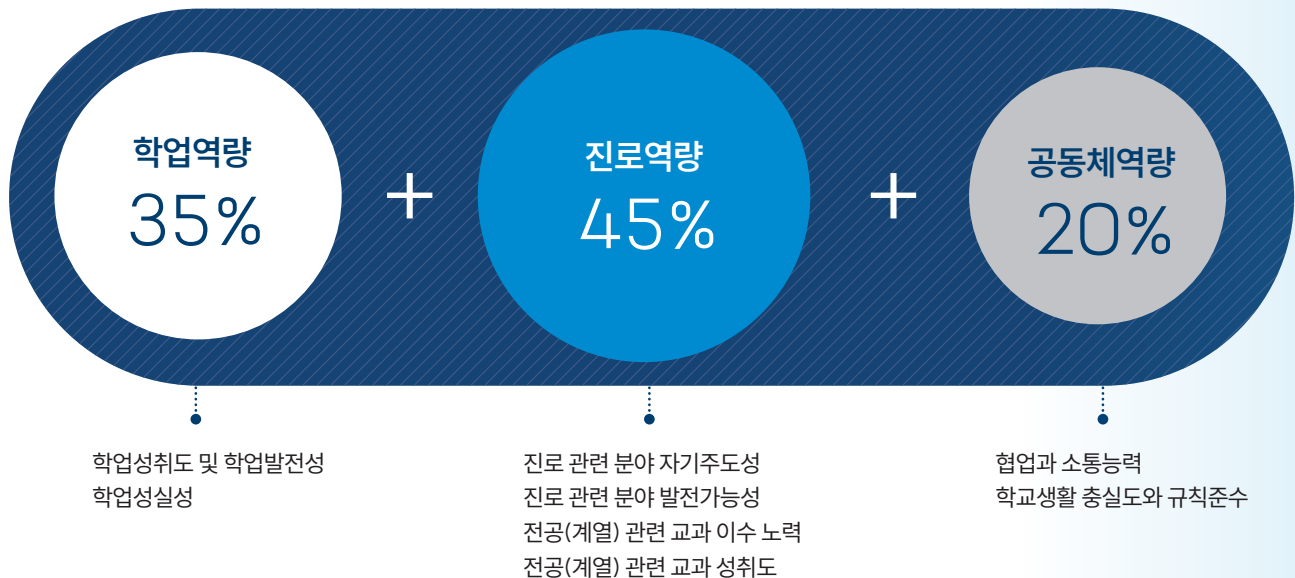 학업역량
35%
+
진로역량
45%
+
공동체역량
20%
학업성취도 및 학업발전성
학업성실성
진로 관련 분야 자기주도성
진로 관련 분야 발전가능성
전공(계열) 관련 교과 이수 노력
전공(계열) 관련 교과 성취도
협업과 소통능력
학교생활 충실도와 규칙준수